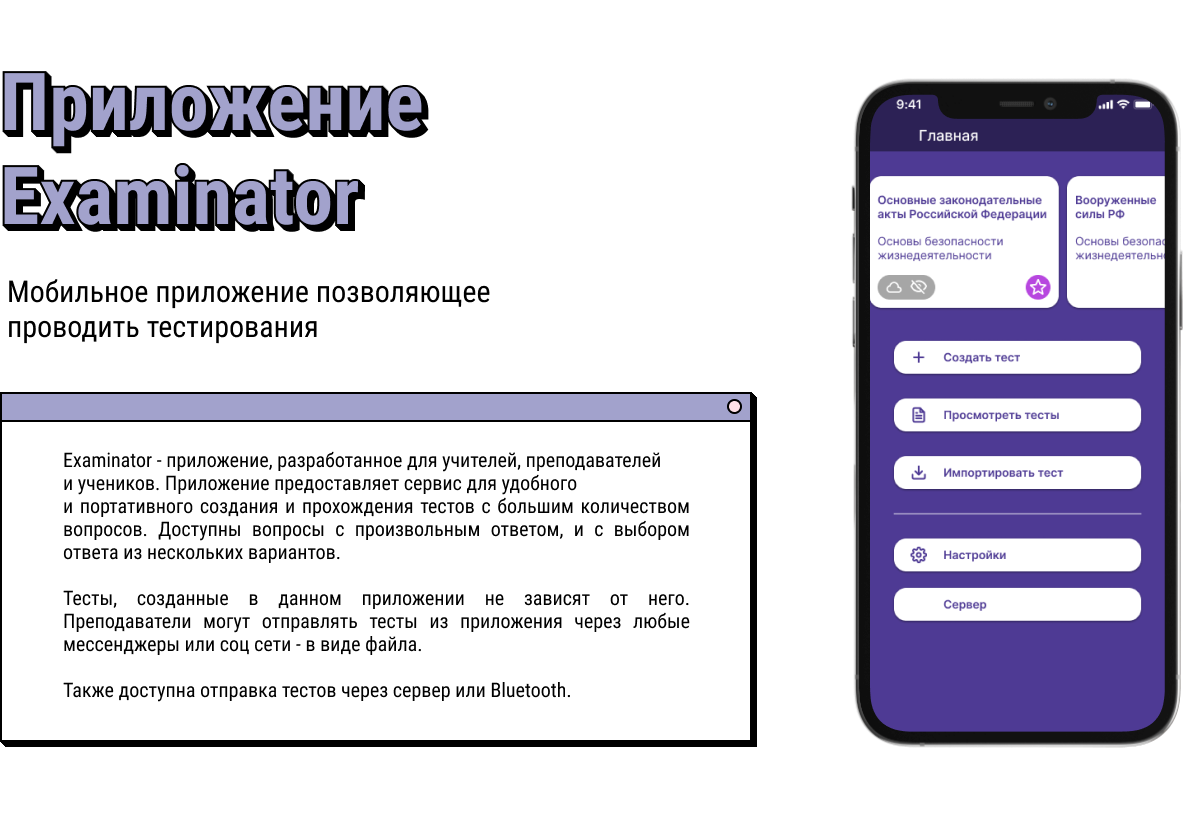 Приложение
Examinator
Мобильное приложение позволяющее
проводить тестирования
Examinator - приложение, разработанное для учителей, преподавателей
и учеников. Приложение предоставляет сервис для удобного
и портативного создания и прохождения тестов с большим количеством
вопросов. Доступны вопросы с произвольным ответом, и с выбором
ответа из нескольких вариантов.
Тесты, созданные в данном приложении не зависят от него.
Преподаватели могут отправлять тесты из приложения через любые
мессенджеры или соц сети - в виде файла.
Также доступна отправка тестов через сервер или Bluetooth.
9:41
Главная
Основные законодательные
акты Российской Федерации
Основы безопасности
жизнедеятельности
Вооруженные
силы РФ
Основы безопас
жизнедеятельн
Создать тест
Просмотреть тесты
Импортировать тест
Настройки
Сервер